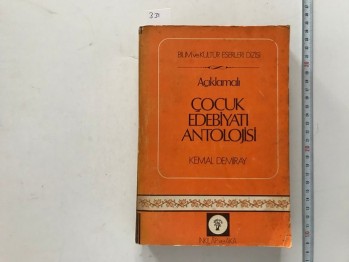 BİLİM ve KÜLTÜR ESERLERİ DİZİSİ
Açıklamalı
ÇOCUK
EDEBİYATI
ANTOLOJİSİ
KEMAL DEMİRAY